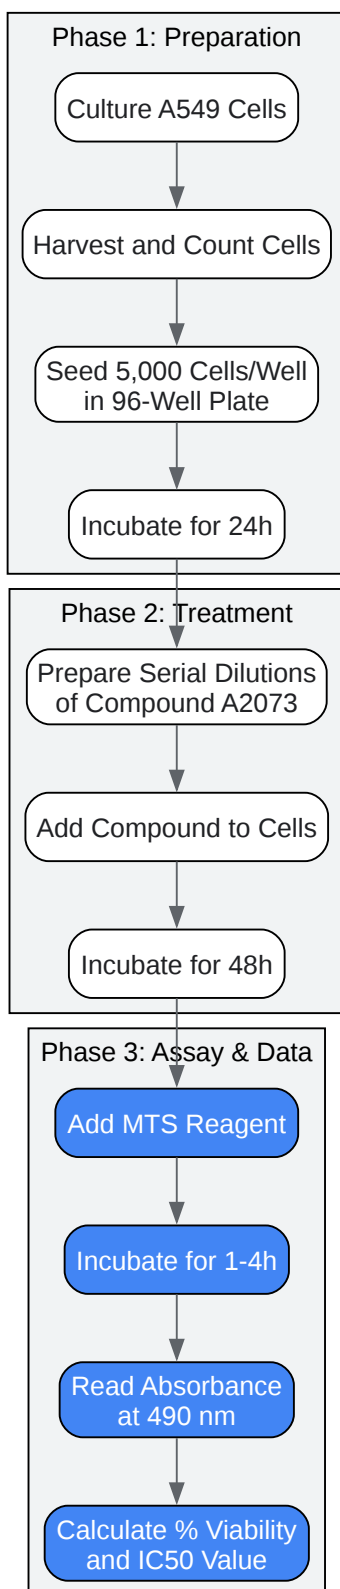 Phase 1: Preparation
Culture A549 Cells
Harvest and Count Cells
Seed 5,000 Cells/Well
in 96-Well Plate
Incubate for 24h
Phase 2: Treatment
Prepare Serial Dilutions
of Compound A2073
Add Compound to Cells
Incubate for 48h
Phase 3: Assay & Data
Add MTS Reagent
Incubate for 1-4h
Read Absorbance
at 490 nm
Calculate % Viability
and IC50 Value